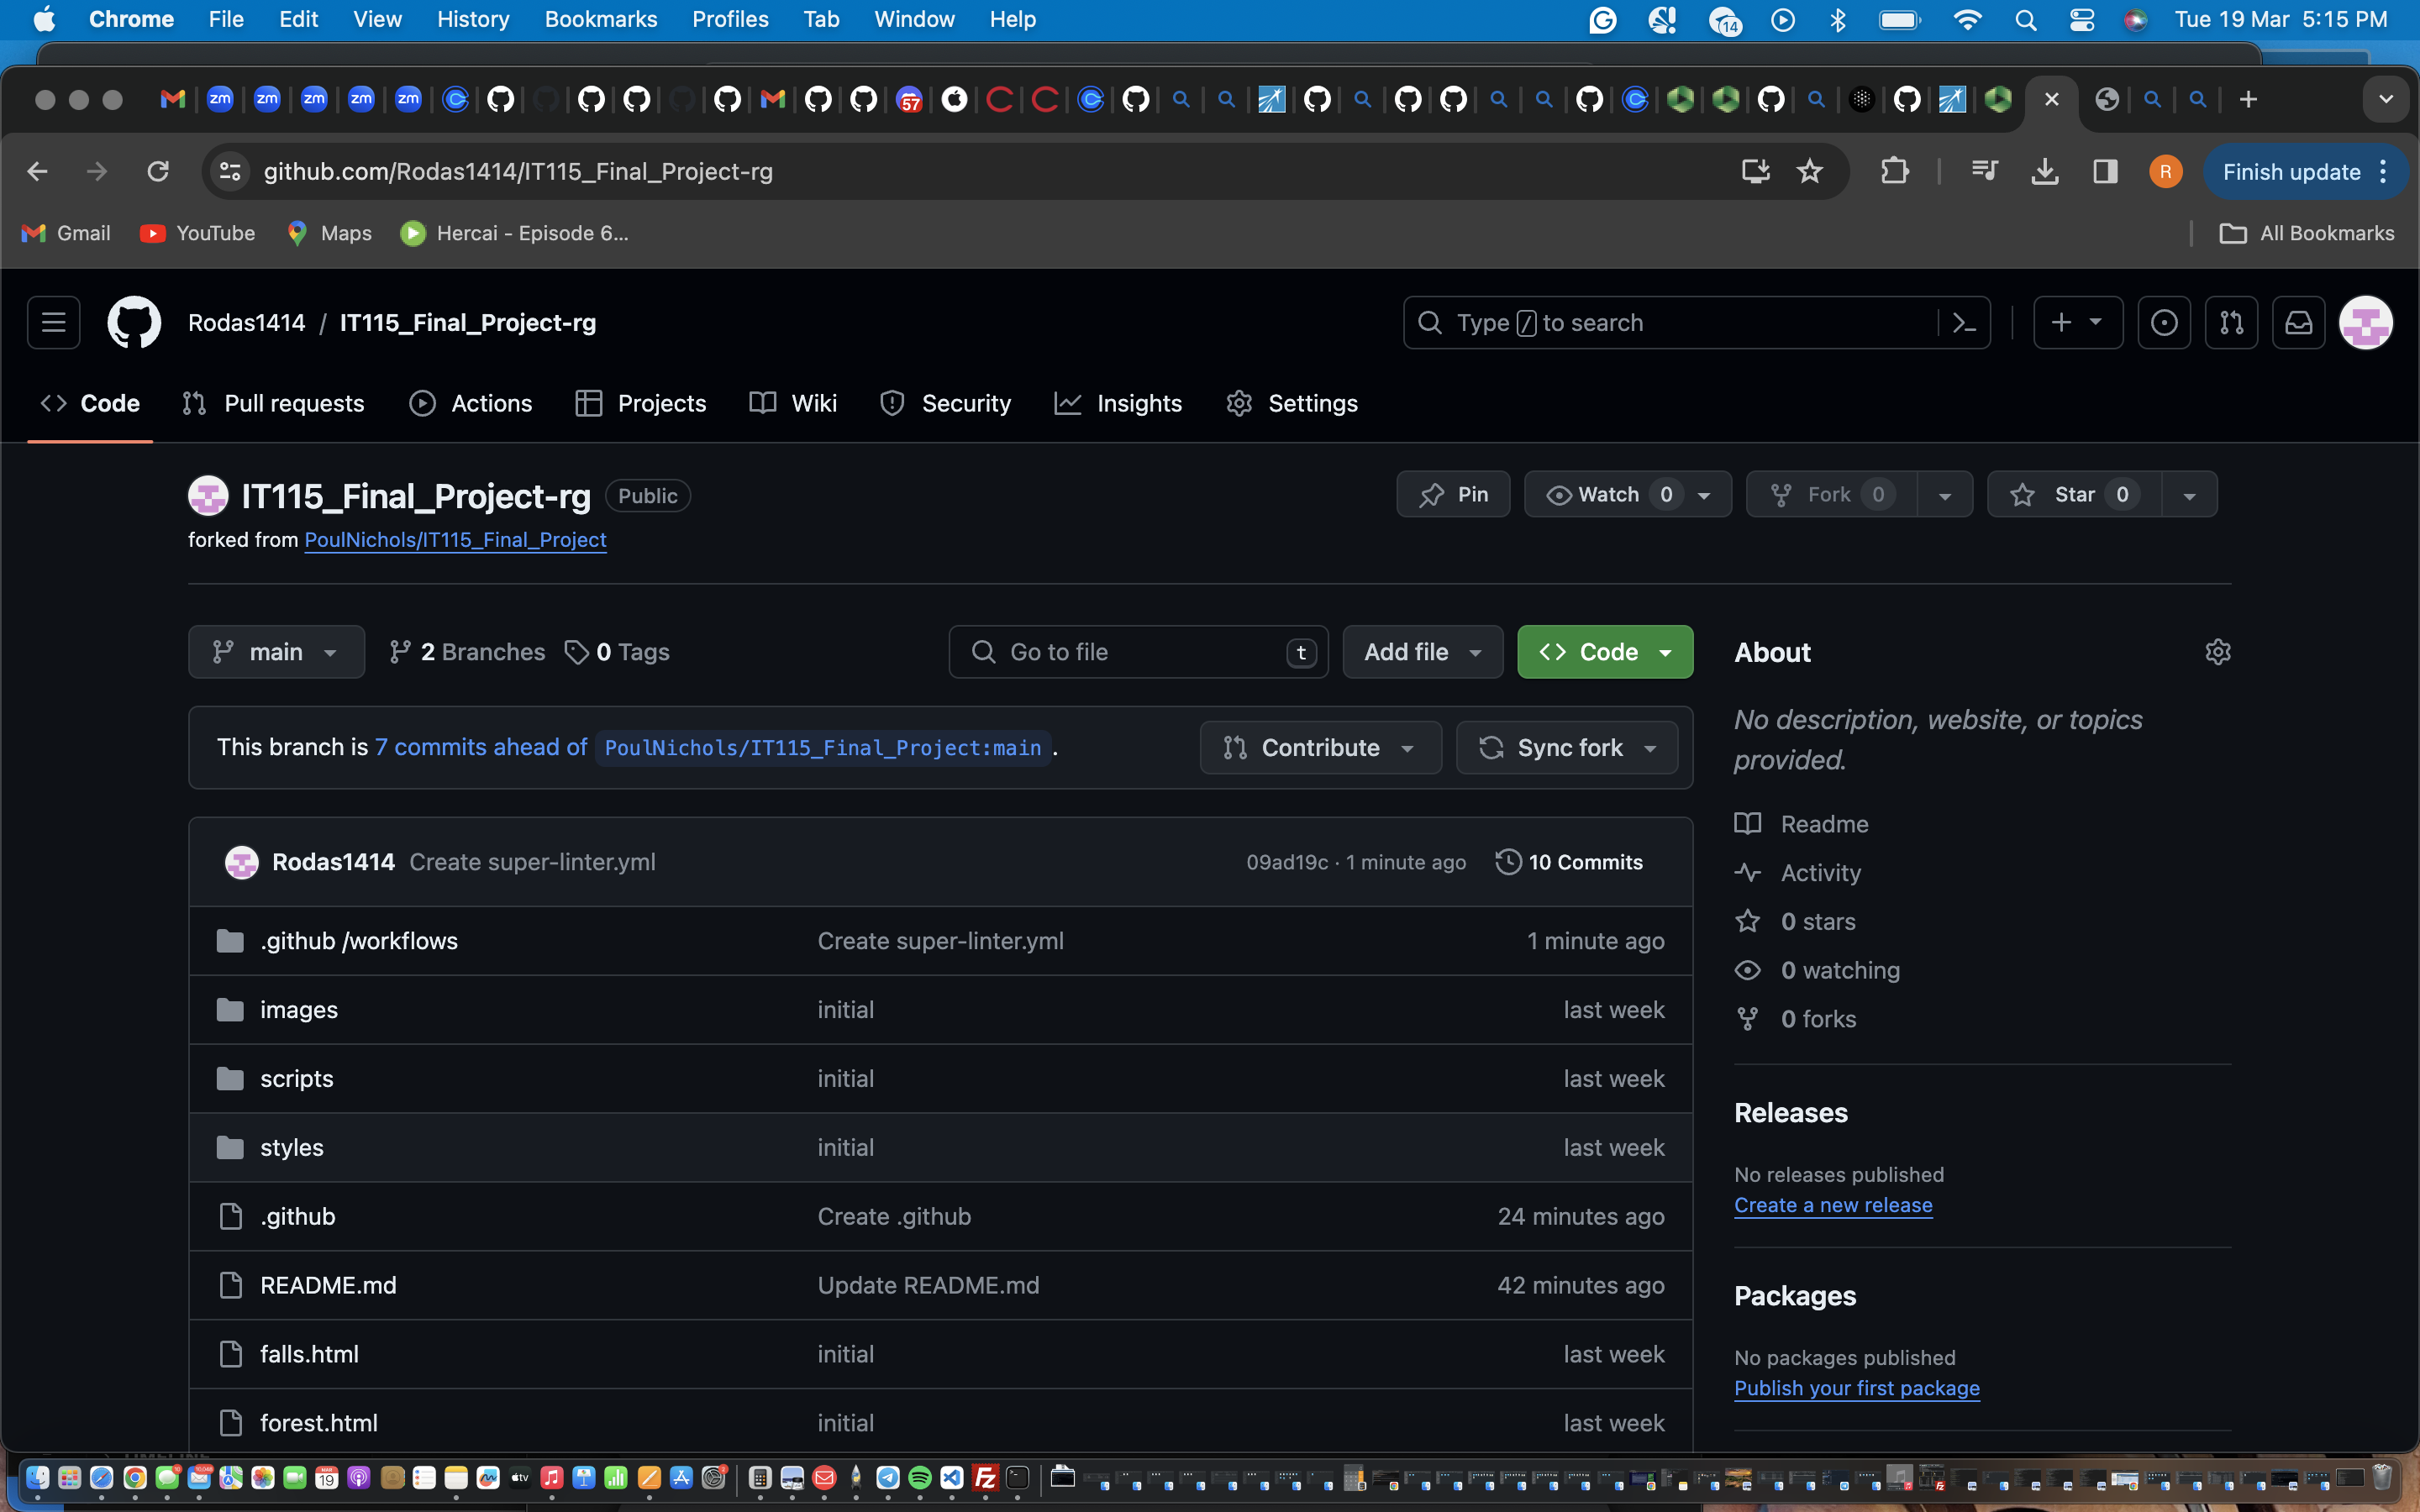 Chrome File Edit View History Bookmarks Profiles Tab Window Help 14 Tue 19 Mar 5:15 PM
zm zm zm zm zm 57
github.com/Rodas1414/IT115_Final_Project-rg R Finish update
Gmail YouTube Maps Hercai - Episode 6... All Bookmarks
Rodas1414 / IT115_Final_Project-rg Type / to search
Code Pull requests Actions Projects Wiki Security Insights Settings
IT115_Final_Project-rg Public Pin Watch 0 Fork 0 Star 0
forked from PoulNichols/IT115_Final_Project
main 2 Branches 0 Tags Go to file t Add file Code
This branch is 7 commits ahead of PoulNichols/IT115_Final_Project:main . Contribute Sync fork
Rodas1414 Create super-linter.yml 09ad19c · 1 minute ago 10 Commits
.github /workflows Create super-linter.yml 1 minute ago
images initial last week
scripts initial last week
styles initial last week
.github Create .github 24 minutes ago
README.md Update README.md 42 minutes ago
falls.html initial last week
forest.html initial last week
About
No description, website, or topics
provided.
Readme
Activity
0 stars
0 watching
0 forks
Releases
No releases published
Create a new release
Packages
No packages published
Publish your first package